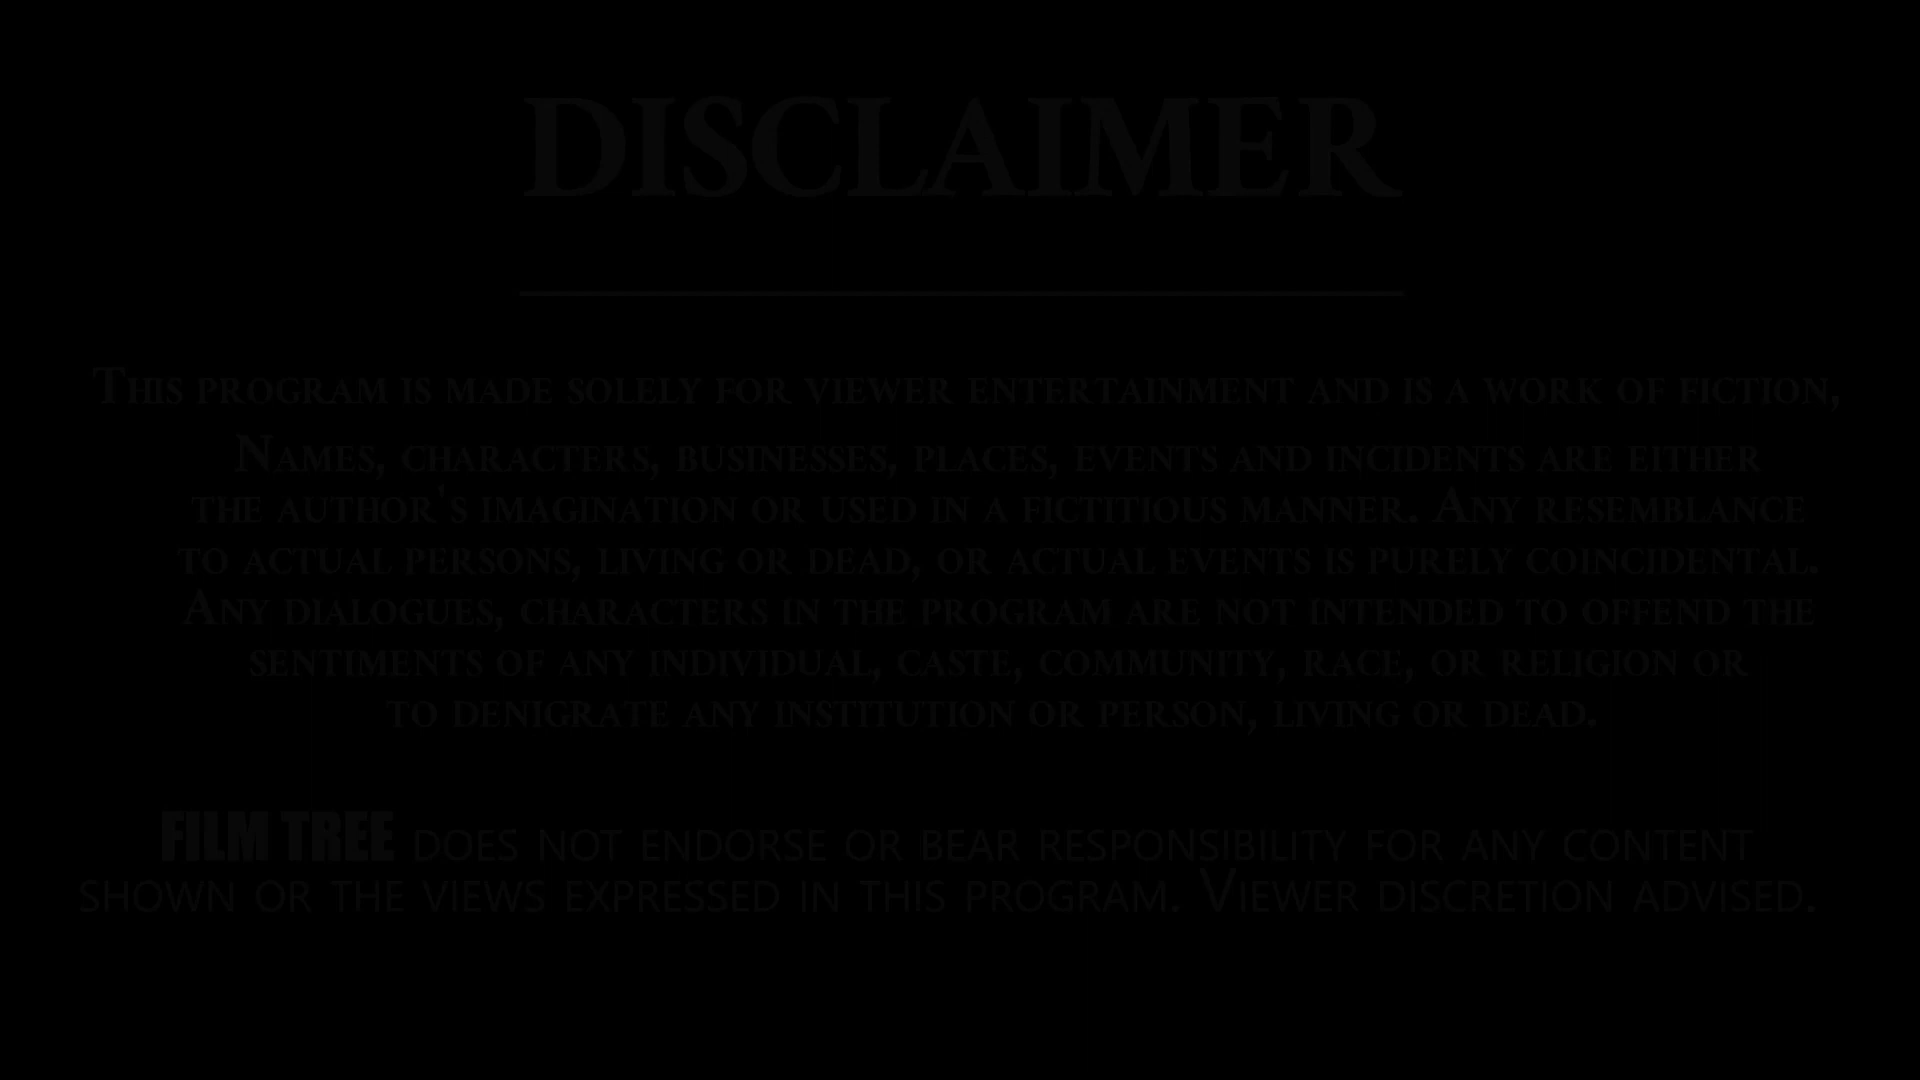 DISCLAIMER
This program is made solely for viewer entertainment and is a work of fiction,
Names, characters, businesses, places, events and incidents are either
the author's imagination or used in a fictitious manner. Any resemblance
to actual persons, living or dead, or actual events is purely coincidental.
Any dialogues, characters in the program are not intended to offend the
sentiments of any individual, caste, community, race, or religion or
to denigrate any institution or person, living or dead.
FILM TREE does not endorse or bear responsibility for any content
shown or the views expressed in this program. Viewer discretion advised.